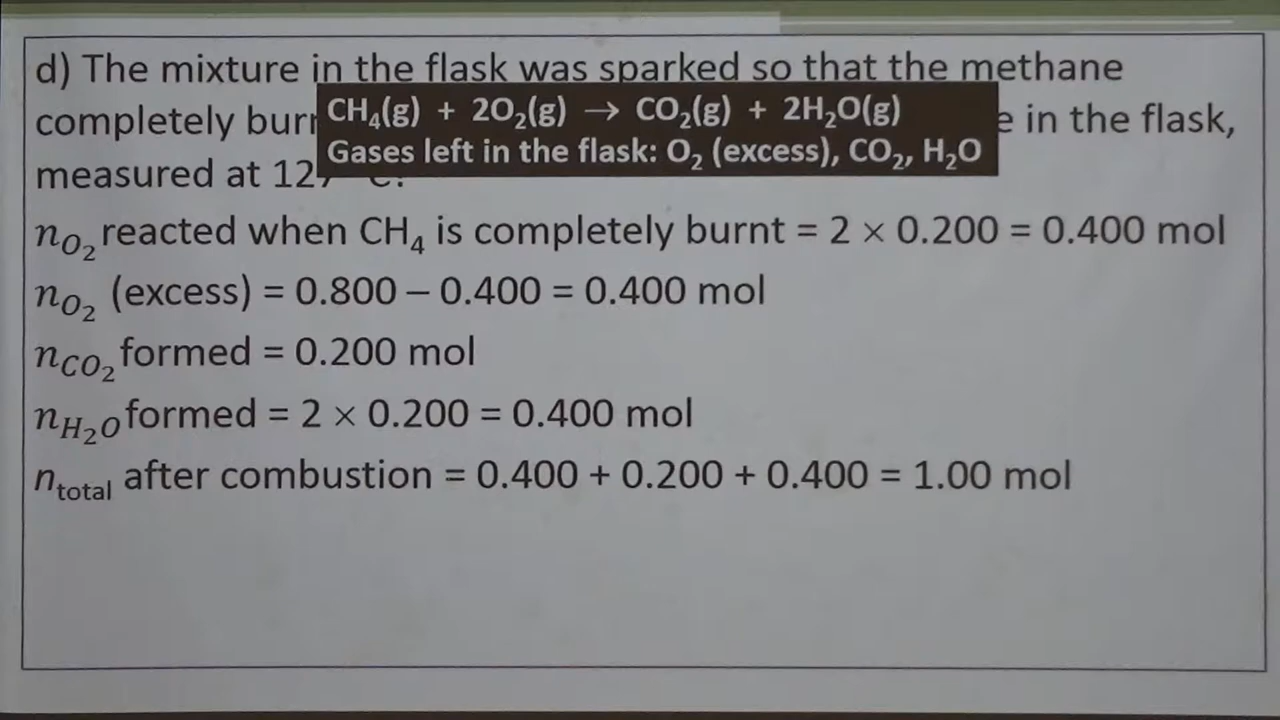 d) The mixture in the flask was sparked so that the methane
completely
CH₄(g) + 2O₂(g) → CO₂(g) + 2H₂O(g)
in the flask,
Gases left in the flask: O₂ (excess), CO₂, H₂O
measured at
n_O₂ reacted when CH₄ is completely burnt = 2 × 0.200 = 0.400 mol
n_O₂ (excess) = 0.800 – 0.400 = 0.400 mol
n_CO₂ formed = 0.200 mol
n_H₂O formed = 2 × 0.200 = 0.400 mol
n_total after combustion = 0.400 + 0.200 + 0.400 = 1.00 mol